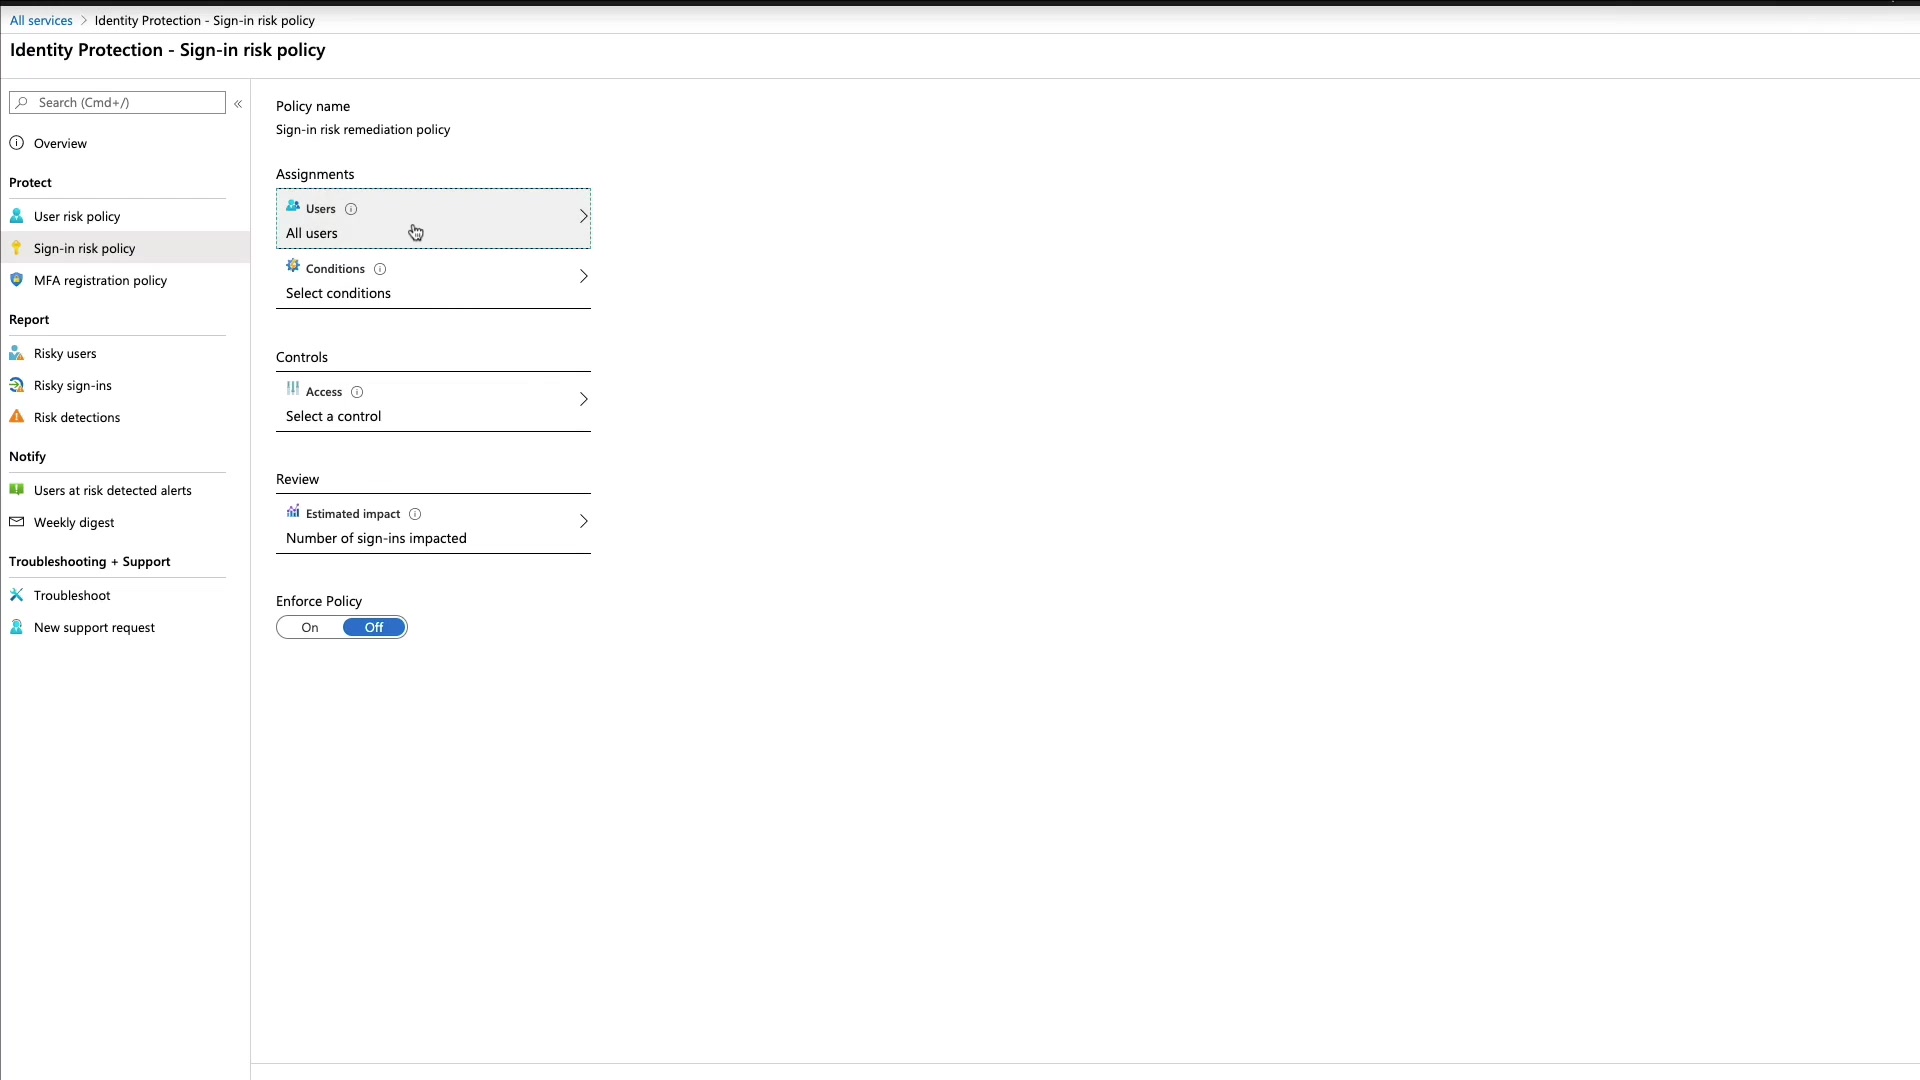 All services > Identity Protection - Sign-in risk policy
Identity Protection - Sign-in risk policy
Search (Cmd+/)
«
Overview
Protect
User risk policy
Sign-in risk policy
MFA registration policy
Report
Risky users
Risky sign-ins
Risk detections
Notify
Users at risk detected alerts
Weekly digest
Troubleshooting + Support
Troubleshoot
New support request
Policy name
Sign-in risk remediation policy
Assignments
Users
All users
Conditions
Select conditions
Controls
Access
Select a control
Review
Estimated impact
Number of sign-ins impacted
Enforce Policy
On Off